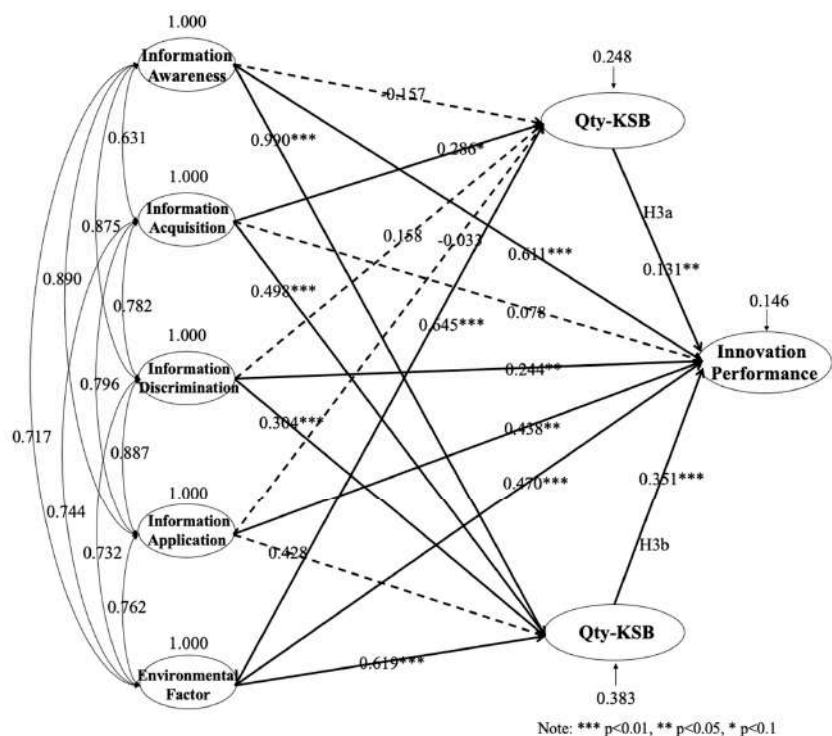 1.000
Information
Awareness
0.248
-0.157
Qty-KSB
0.990***
0.631
0.286*
1.000
Information
Acquisition
H3a
0.875
0.158
-0.033
0.611***
0.890
0.131**
0.498***
0.782
0.078
0.146
0.645***
1.000
Information
Discrimination
Innovation
Performance
0.244**
0.796
0.304***
0.717
0.438**
0.887
0.470***
0.351***
1.000
0.744
Information
Application
0.732
0.428
H3b
0.762
1.000
Qty-KSB
0.619***
Environmental
Factor
0.383
Note: *** p<0.01, ** p<0.05, * p<0.1